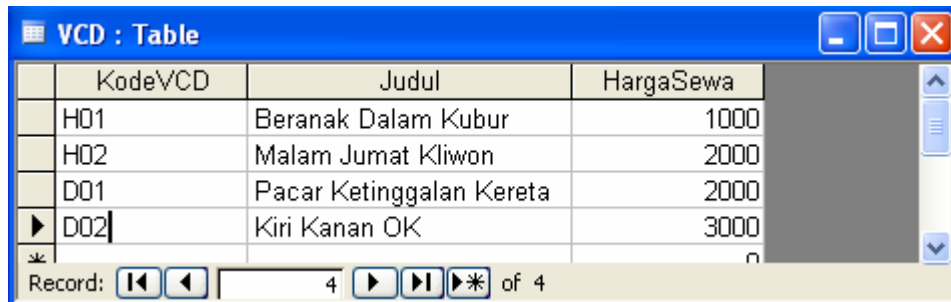 VCD : Table
KodeVCD Judul HargaSewa
H01 Beranak Dalam Kubur 1000
H02 Malam Jumat Kliwon 2000
D01 Pacar Ketinggalan Kereta 2000
D02 Kiri Kanan OK 3000
0
Record: 4 of 4